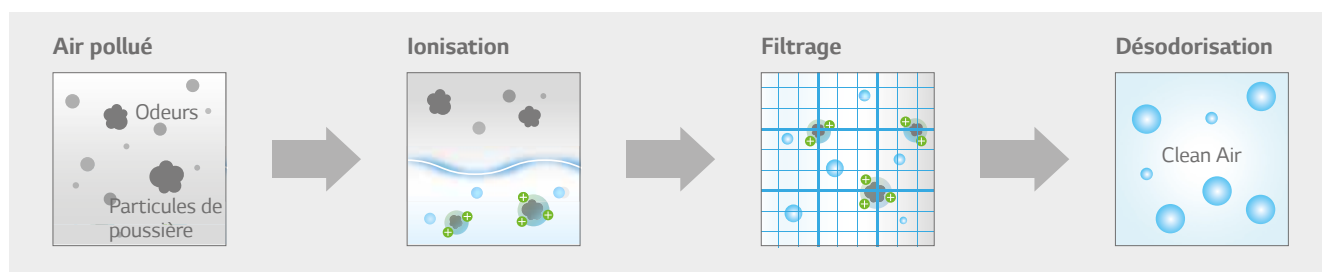 Air pollué
Ionisation
Filtrage
Désodorisation
Odeurs
Particules de
poussière
Clean Air